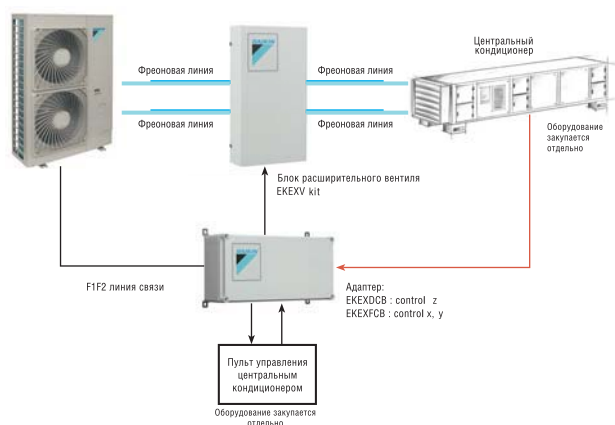 Центральный
кондиционер
DAIKIN
Фреоновая линия
Фреоновая линия
Фреоновая линия
Фреоновая линия
Оборудование
закупается
отдельно
Блок расширительного вентиля
EKEXV kit
F1F2 линия связи
Адаптер:
EKEXDCB : control z
EKEXFCB : control x, y
Пульт управления
центральным
кондиционером
Оборудование закупается
отдельно